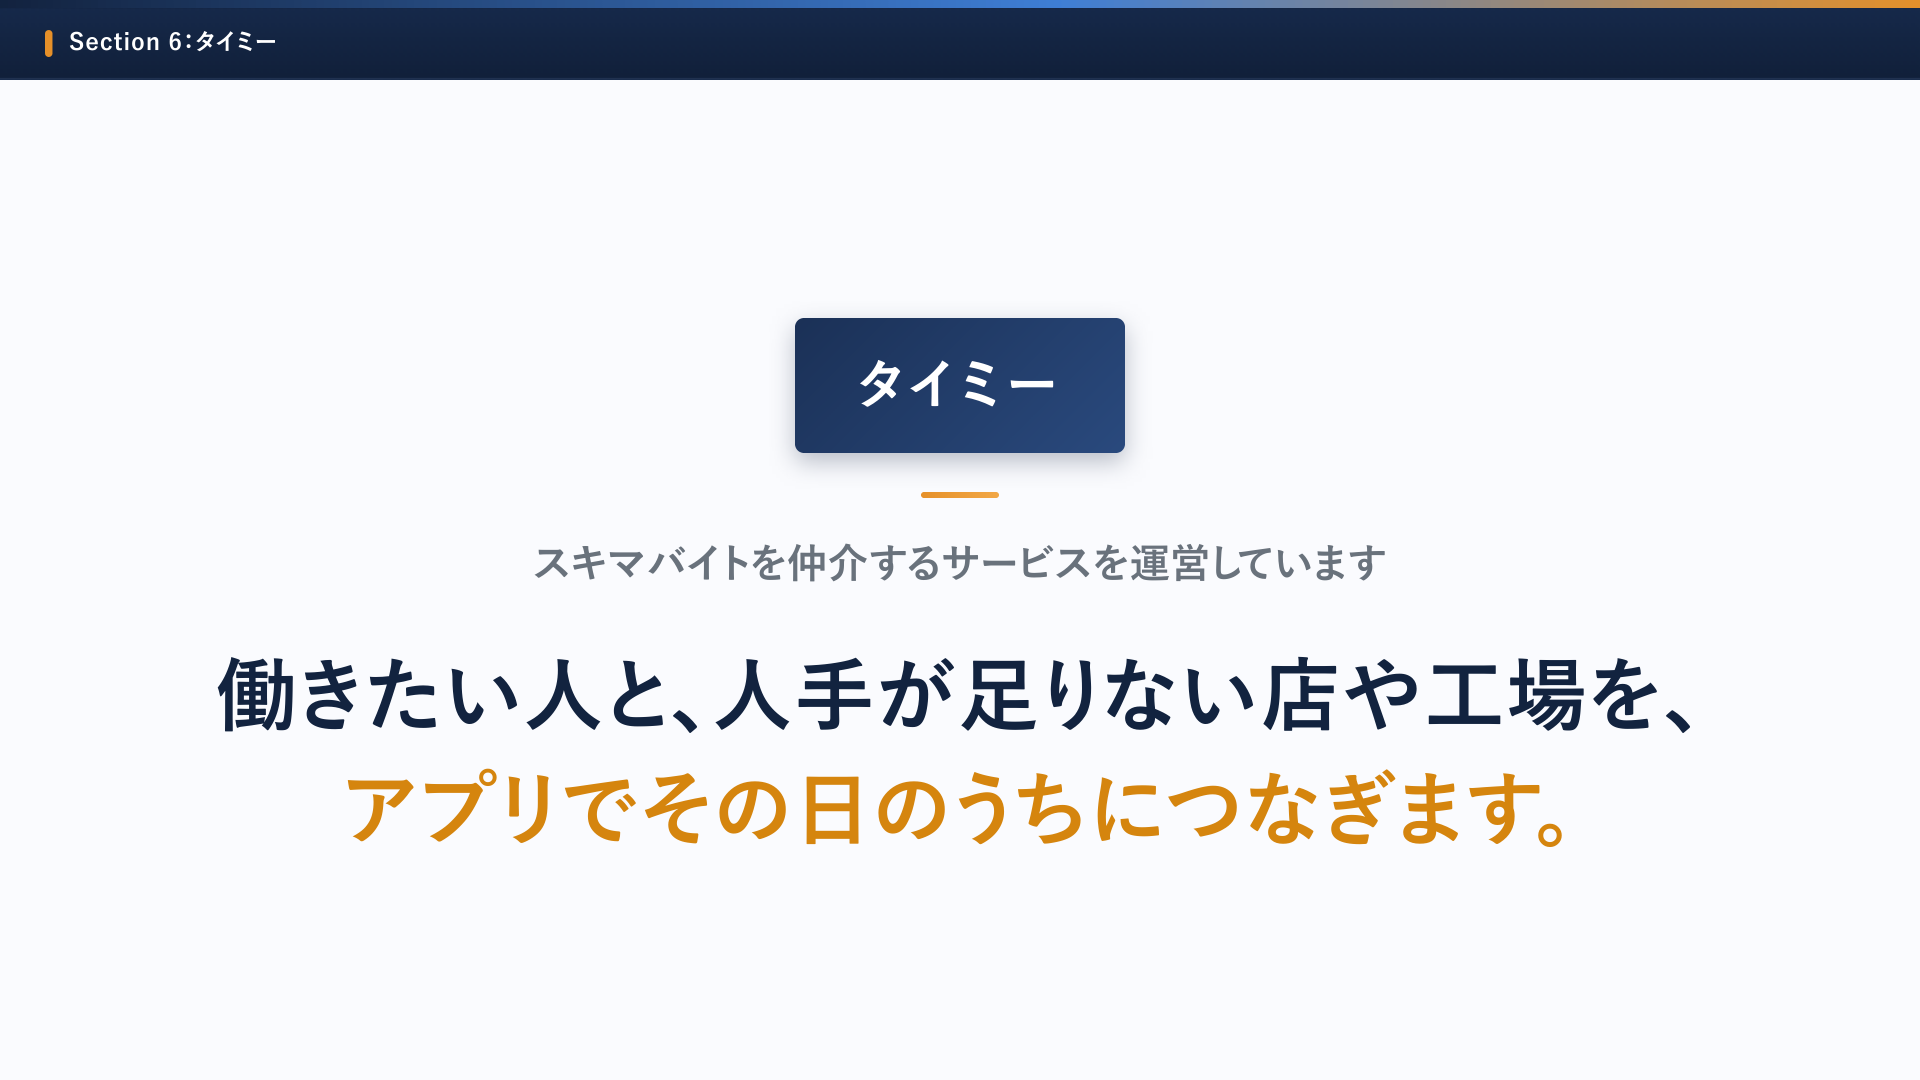 Section 6：タイミー
タイミー
スキマバイトを仲介するサービスを運営しています
働きたい人と、人手が足りない店や工場を、
アプリでその日のうちにつなぎます。